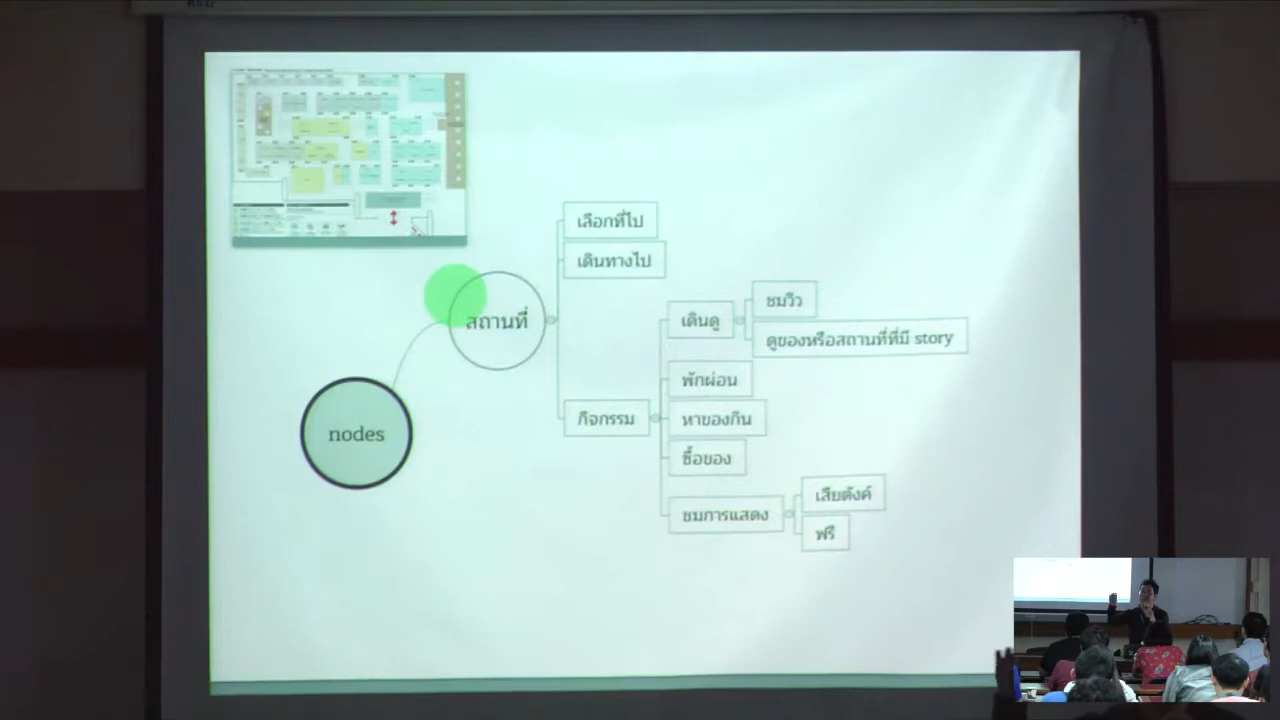 เลือกที่ไป
เดินทางไป
สถานที่
ชมวิว
เดินดู
ดูของหรือสถานที่ที่มี story
พักผ่อน
กิจกรรม
หาของกิน
nodes
ซื้อของ
เสียตังค์
ชมการแสดง
ฟรี